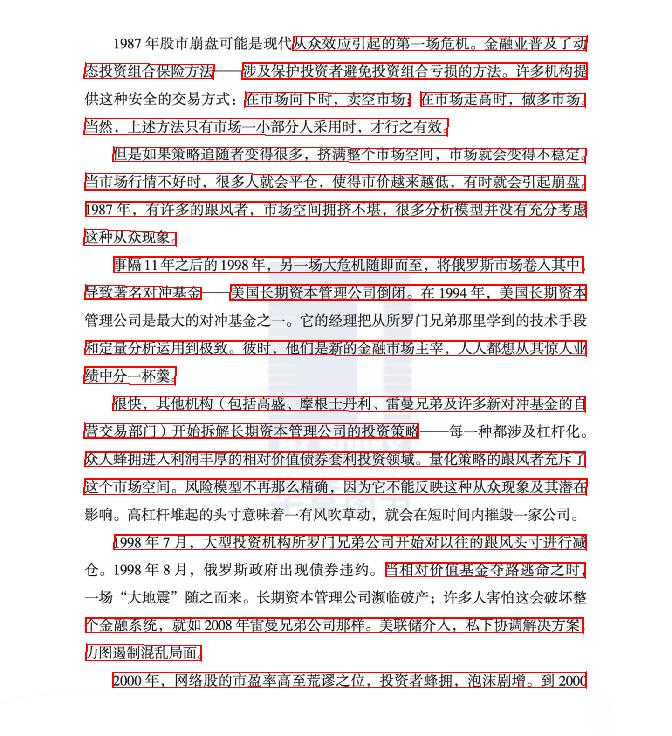 1987 年股市崩盘可能是现代从众效应引起的第一场危机。金融业普及了动
态投资组合保险方法——涉及保护投资者避免投资组合亏损的方法。许多机构提
供这种安全的交易方式：在市场向下时，卖空市场；在市场走高时，做多市场。
当然，上述方法只有市场一小部分人采用时，才行之有效。
但是如果策略追随者变得很多，挤满整个市场空间，市场就会变得不稳定。
当市场行情不好时，很多人就会平仓，使得市价越来越低，有时就会引起崩盘。
1987 年，有许多的跟风者，市场空间拥挤不堪，很多分析模型并没有充分考虑
这种从众现象。
事隔 11 年之后的 1998 年，另一场大危机随即而至，将俄罗斯市场卷入其中，
导致著名对冲基金——美国长期资本管理公司倒闭。在 1994 年，美国长期资本
管理公司是最大的对冲基金之一。它的经理把从所罗门兄弟那里学到的技术手段
和定量分析运用到极致。彼时，他们是新的金融市场主宰，人人都想从其惊人业
绩中分一杯羹。
很快，其他机构（包括高盛、摩根士丹利、雷曼兄弟及许多新对冲基金的自
营交易部门）开始拆解长期资本管理公司的投资策略——每一种都涉及杠杆化。
众人蜂拥进入利润丰厚的相对价值债券套利投资领域。量化策略的跟风者充斥了
这个市场空间。风险模型不再那么精确，因为它不能反映这种从众现象及其潜在
影响。高杠杆堆起的头寸意味着一有风吹草动，就会在短时间内摧毁一家公司。
1998 年 7 月，大型投资机构所罗门兄弟公司开始对以往的跟风头寸进行减
仓。1998 年 8 月，俄罗斯政府出现债券违约。当相对价值基金夺路逃命之时，
一场“大地震”随之而来。长期资本管理公司濒临破产；许多人害怕这会破坏整
个金融系统，就如 2008 年雷曼兄弟公司那样。美联储介入，私下协调解决方案，
力图遏制混乱局面。
2000 年，网络股的市盈率高至荒谬之位，投资者蜂拥，泡沫剧增。到 2000